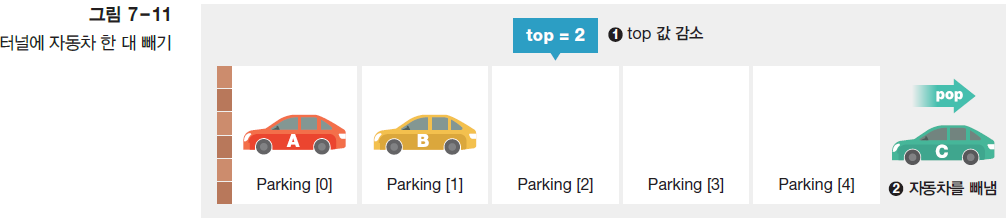 그림 7-11
터널에 자동차 한 대 빼기
top = 2
❶ top 값 감소
pop
A
B
C
Parking [0]
Parking [1]
Parking [2]
Parking [3]
Parking [4]
❷ 자동차를 빼냄